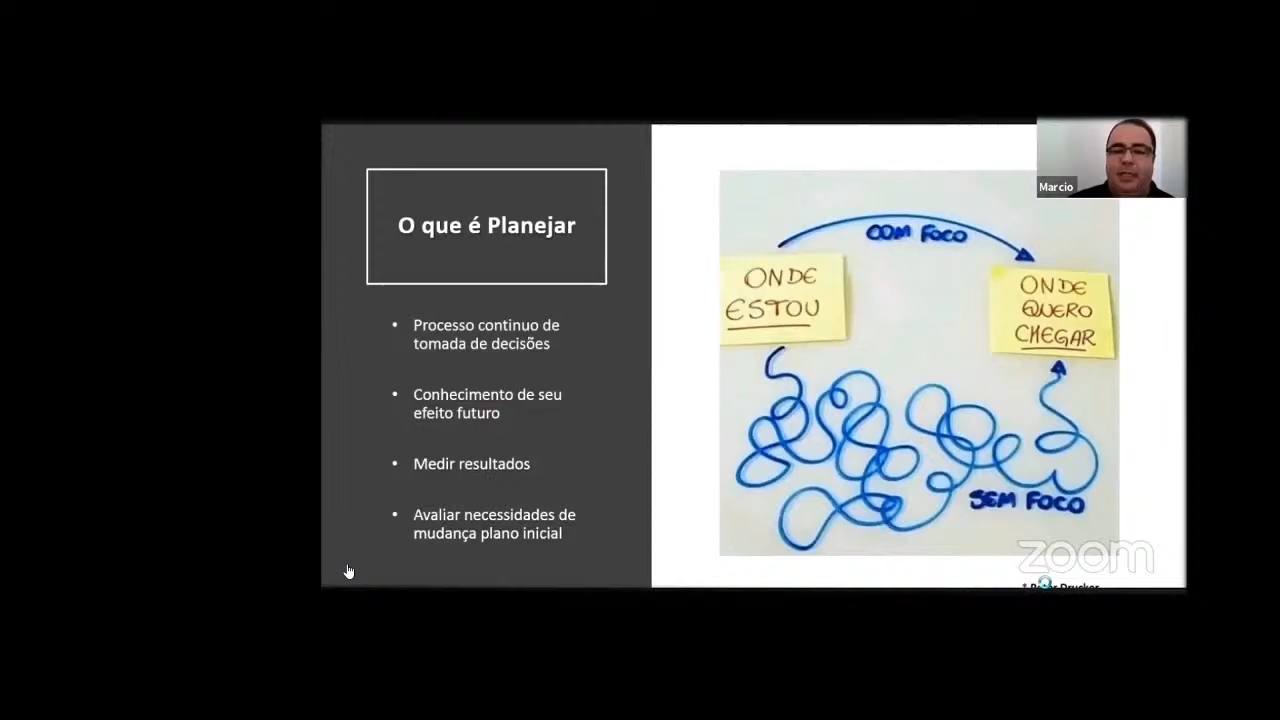 O que é Planejar
• Processo continuo de
tomada de decisões
• Conhecimento de seu
efeito futuro
• Medir resultados
• Avaliar necessidades de
mudança plano inicial
Marcio
COM FOCO
ONDE
ESTOU
ONDE
QUERO
CHEGAR
SEM FOCO
zoom
Drucker